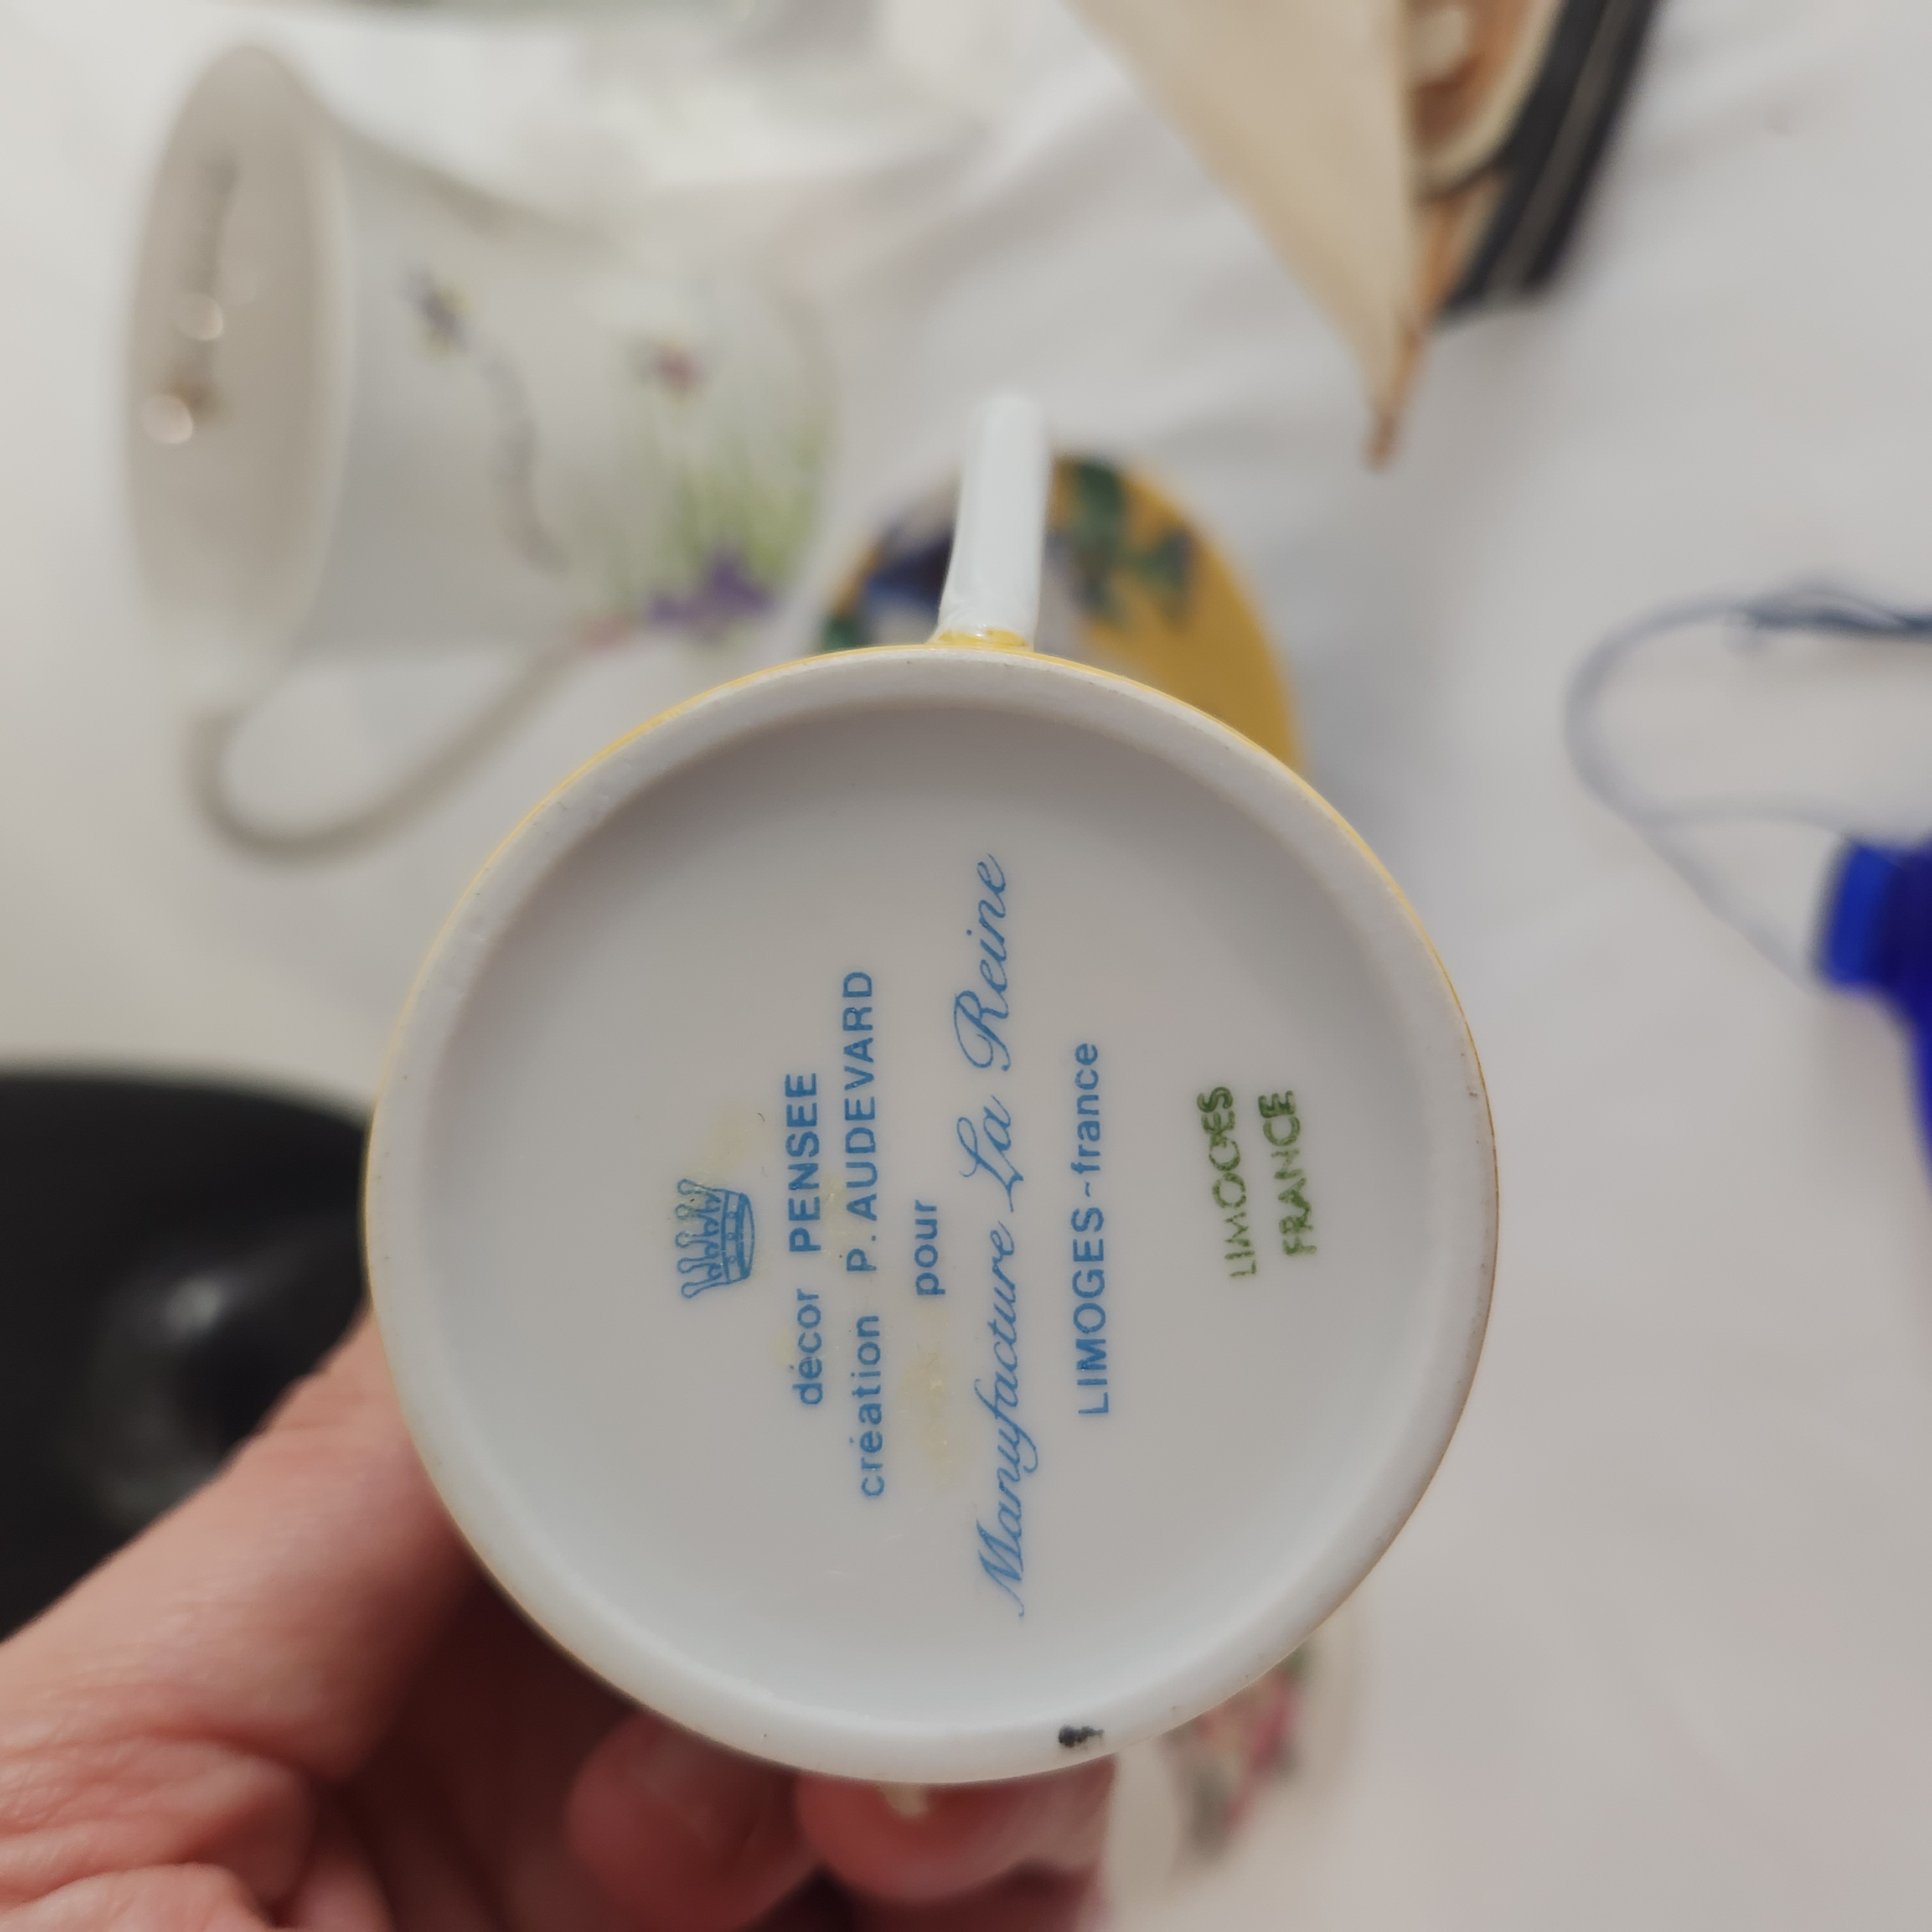 décor PENSEE
création P. AUDEVARD
pour
Manufacture La Reine
LIMOGES-france
LIMOGES
FRANCE